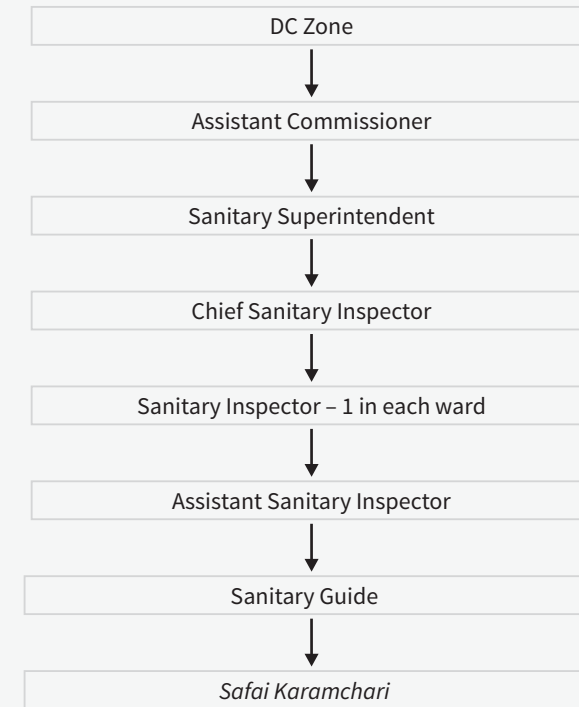 DC Zone
Assistant Commissioner
Sanitary Superintendent
Chief Sanitary Inspector
Sanitary Inspector – 1 in each ward
Assistant Sanitary Inspector
Sanitary Guide
Safai Karamchari